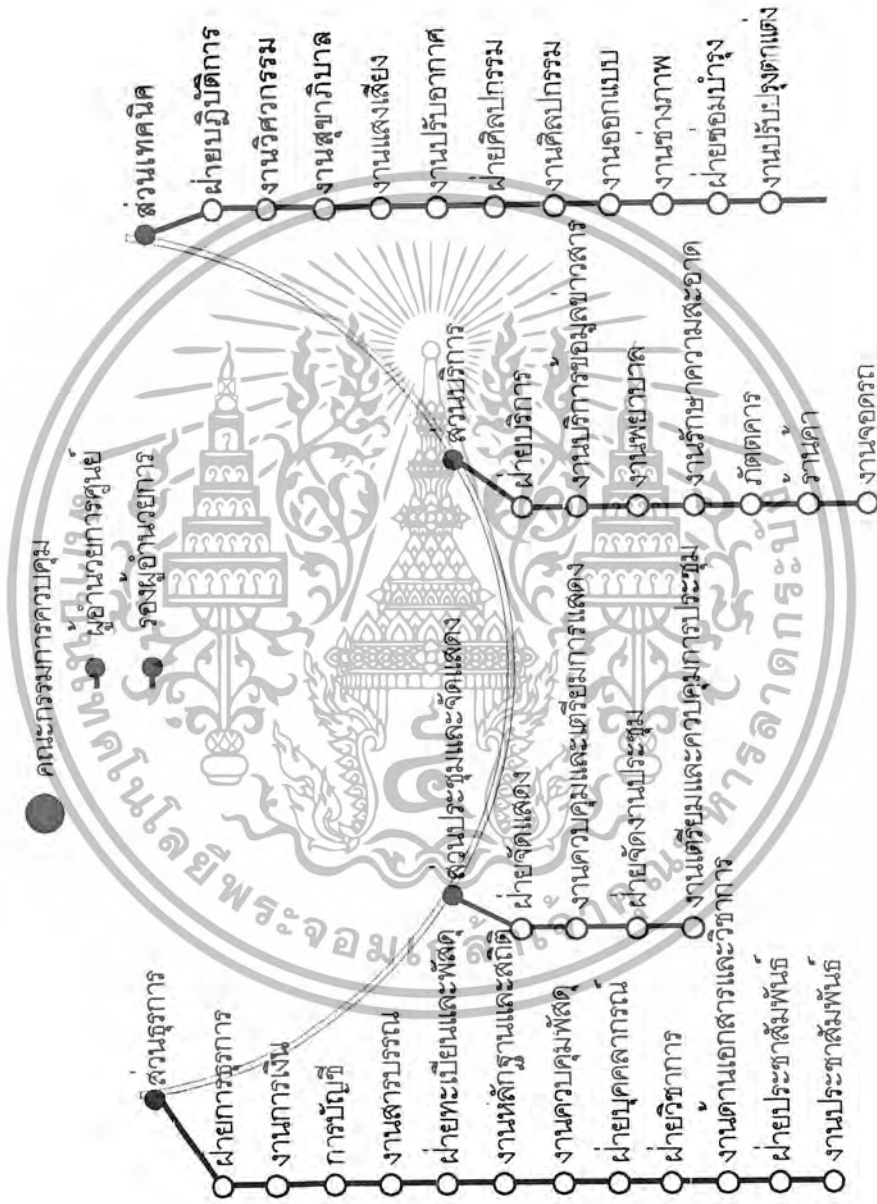 คณะกรรมการควบคุม
ผู้อำนวยการศูนย์
รองผู้อำนวยการ
ส่วนธุรการ
ฝ่ายการธุรการ
งานการเงิน
การบัญชี
งานสารบรรณ
ฝ่ายทะเบียนและพัสดุ
งานหลักฐานและสถิติ
งานควบคุมพัสดุ
ฝ่ายบุคคลากรณ์
ฝ่ายวิชาการ
งานด้านเอกสารและวิชาการ
ฝ่ายประชาสัมพันธ์
งานประชาสัมพันธ์
ส่วนประชุมและจัดแสดง
ฝ่ายจัดแสดง
งานควบคุมและเตรียมการแสดง
ฝ่ายจัดงานประชุม
งานเตรียมและควบคุมการประชุม
ส่วนบริการ
ฝ่ายบริการ
งานบริการข้อมูลข่าวสาร
งานพยาบาล
งานรักษาความสะอาด
ภัตตคาร
ร้านค้า
งานจอดรถ
ส่วนเทคนิค
ฝ่ายปฏิบัติการ
งานวิศวกรรม
งานสุขาภิบาล
งานแสงเสียง
งานปรับอากาศ
ฝ่ายศิลปกรรม
งานศิลปกรรม
งานออกแบบ
งานช่างภาพ
ฝ่ายซ่อมบำรุง
งานปรับปรุงตกแต่ง